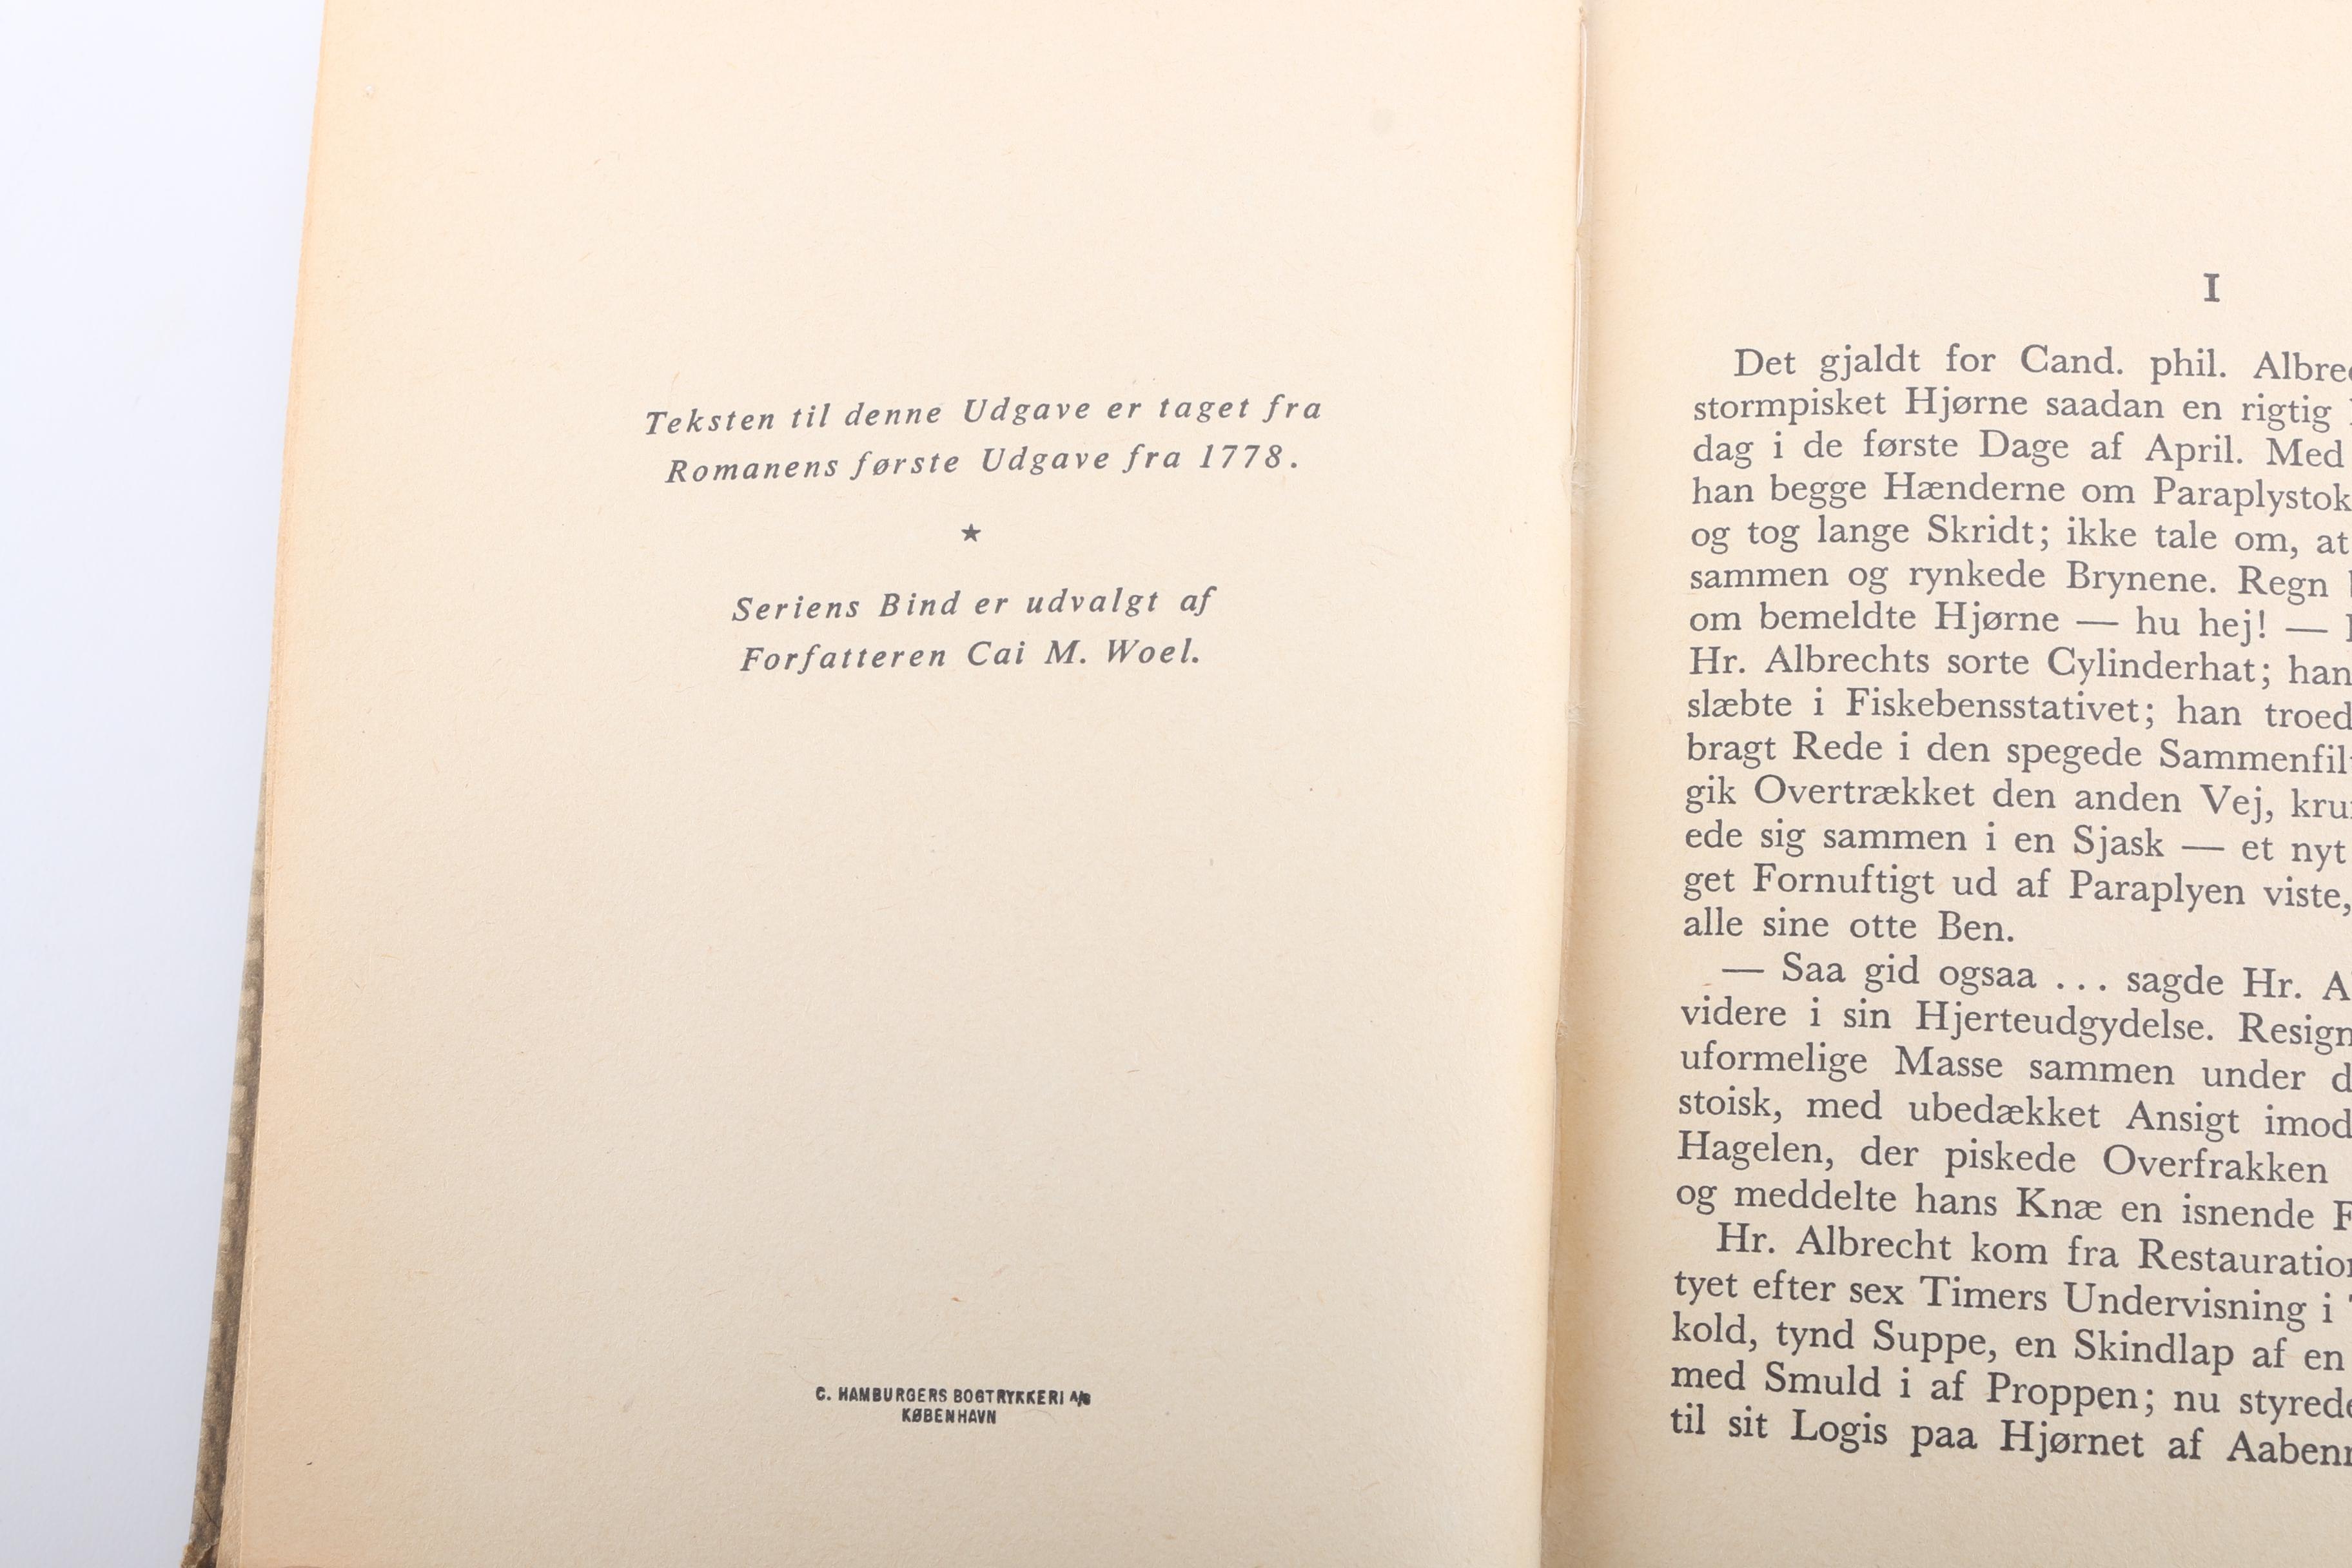 Teksten til denne Udgave er taget fra
Romanens første Udgave fra 1778.
★
Seriens Bind er udvalgt af
Forfatteren Cai M. Woel.
C. HAMBURGERS BOGTRYKKERI A/S
KØBENHAVN
I
Det gjaldt for Cand. phil.
stormpisket Hjørne saadan en rigtig
dag i de første Dage af April. Med
han begge Hænderne om
og tog lange Skridt; ikke tale om, at
sammen og rynkede Brynene. Regn
om bemeldte Hjørne — hu hej! —
Hr. Albrechts sorte Cylinderhat; han
slæbte i Fiskebensstativet; han
bragt Rede i den spegede
gik Overtrækket den anden Vej,
ede sig sammen i en Sjask — et nyt
get Fornuftigt ud af Paraplyen viste,
alle sine otte Ben.
— Saa gid ogsaa ... sagde Hr.
videre i sin Hjerteudgydelse.
uformelige Masse sammen under
stoisk, med ubedækket Ansigt
Hagelen, der piskede Overfrakken
og meddelte hans Knæ en isnende
Hr. Albrecht kom fra
tyet efter sex Timers Undervisning i
kold, tynd Suppe, en Skindlap af en
med Smuld i af Proppen; nu
til sit Logis paa Hjørnet af